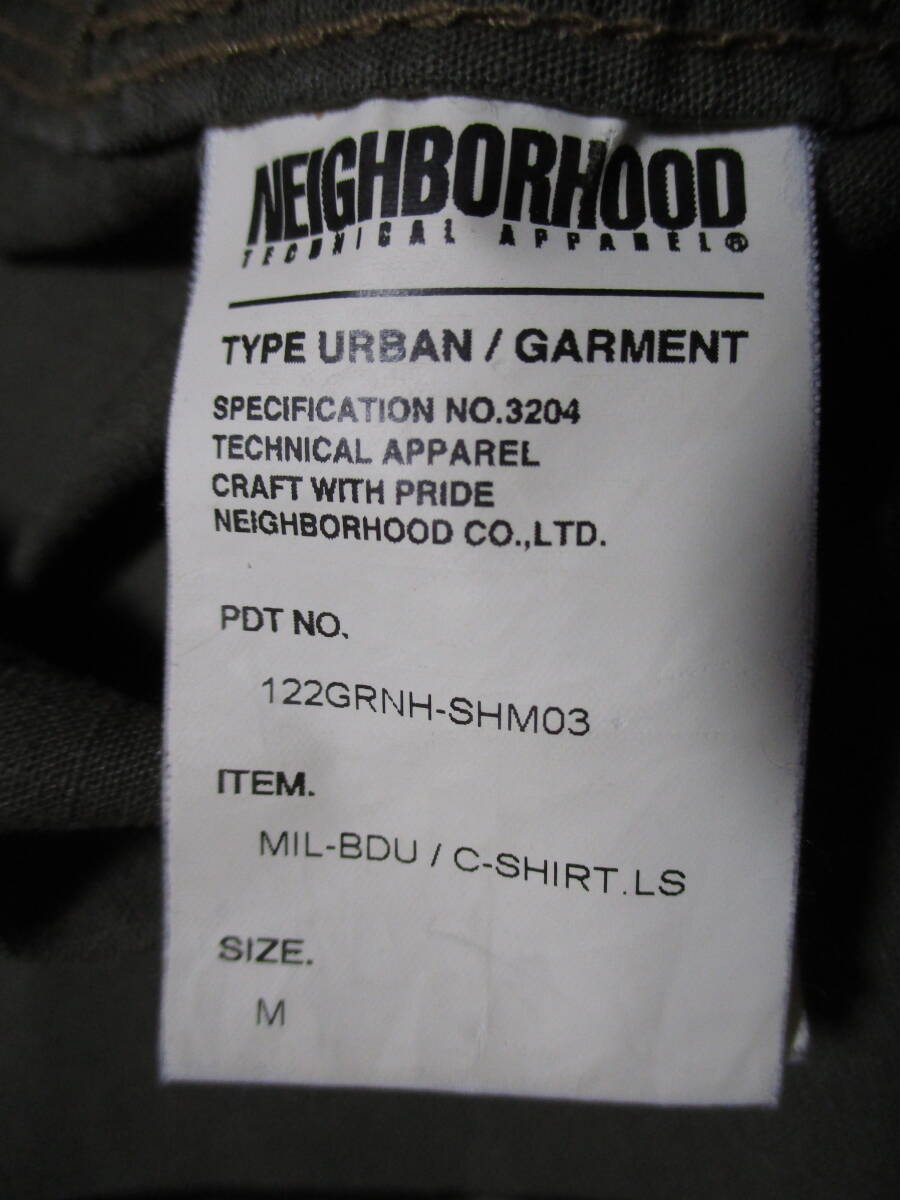 NEIGHBORHOOD
TECHNICAL APPAREL®
TYPE URBAN / GARMENT
SPECIFICATION NO.3204
TECHNICAL APPAREL
CRAFT WITH PRIDE
NEIGHBORHOOD CO.,LTD.
PDT NO.
122GRNH-SHM03
ITEM.
MIL-BDU / C-SHIRT.LS
SIZE.
M